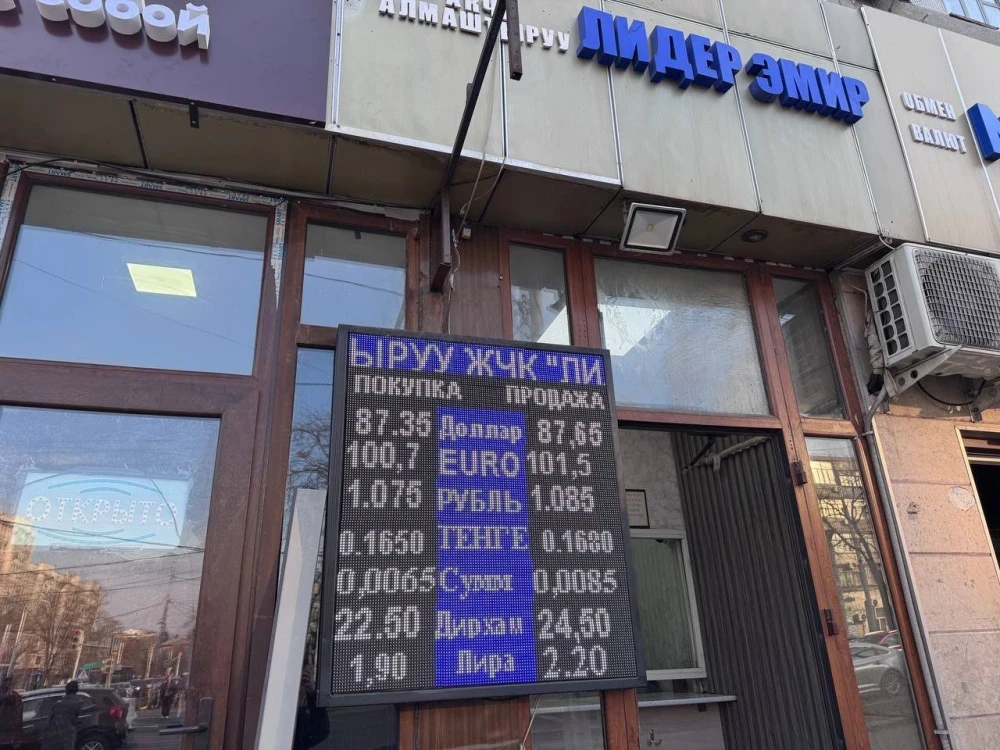 АЛМАШТЫРУУ
ЛИДЕР ЭМИР
ОБМЕН
ВАЛЮТ
ЫРУУ ЖЧК "ЛИ
ПОКУПКА ПРОДАЖА
87.35 Доллар 87,65
100,7 EURO 101,5
1.075 РУБЛЬ 1.085
0.1650 ТЕНГЕ 0.1680
0,0065 Сумм 0,0085
22.50 Дирхам 24,50
1,90 Лира 2.20
ОТКРЫТО